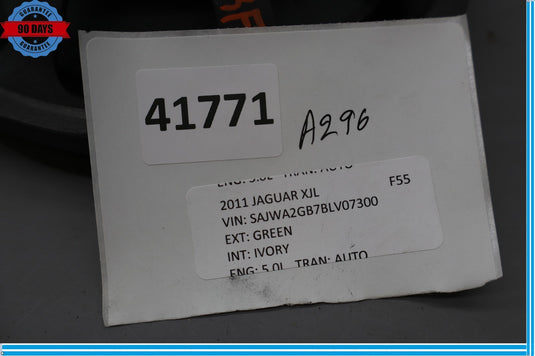 GUARANTEE
90 DAYS
GUARANTEE
41771
A296
ENG: 5.0L TRAN: AUTO
2011 JAGUAR XJL F55
VIN: SAJWA2GB7BLV07300
EXT: GREEN
INT: IVORY
ENG: 5.0L TRAN: AUTO